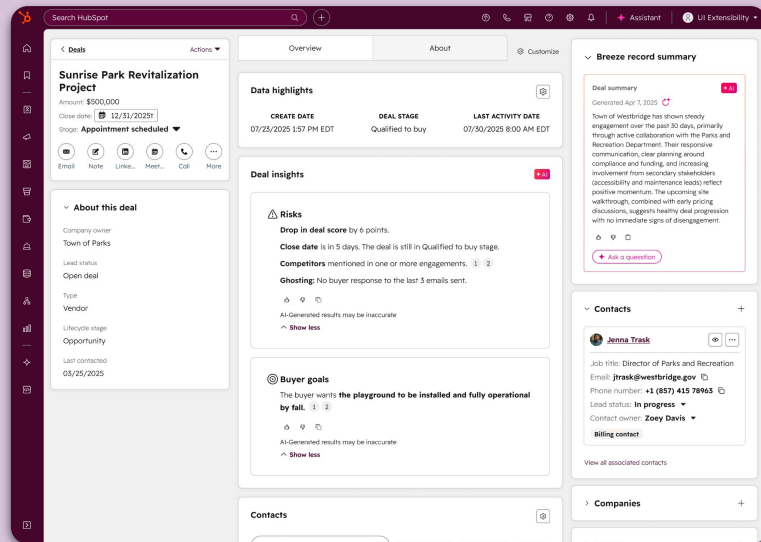 Search HubSpot
Assistant
UI Extensibility
Deals
Actions
Sunrise Park Revitalization
Project
Amount: $500,000
Close date: 12/31/2025t
Stage: Appointment scheduled
Email Note Linke... Meet... Call More
About this deal
Company owner
Town of Parks
Lead status
Open deal
Type
Vendor
Lifecycle stage
Opportunity
Last contacted
03/25/2025
Overview
About
Customize
Data highlights
CREATE DATE DEAL STAGE LAST ACTIVITY DATE
07/23/2025 1:57 PM EDT Qualified to buy 07/30/2025 8:00 AM EDT
Deal insights
AI
Risks
Drop in deal score by 6 points.
Close date is in 5 days. The deal is still in Qualified to buy stage.
Competitors mentioned in one or more engagements. 1 2
Ghosting: No buyer response to the last 3 emails sent.
AI-Generated results may be inaccurate
Show less
Buyer goals
The buyer wants the playground to be installed and fully operational
by fall. 1 2
AI-Generated results may be inaccurate
Show less
Contacts
Breeze record summary
Deal summary
AI
Generated Apr 7, 2025
Town of Westbridge has shown steady
engagement over the past 30 days, primarily
through active collaboration with the Parks and
Recreation Department. Their responsive
communication, clear planning around
compliance and funding, and increasing
involvement from secondary stakeholders
(accessibility and maintenance leads) reflect
positive momentum. The upcoming site
walkthrough, combined with early pricing
discussions, suggests healthy deal progression
with no immediate signs of disengagement.
Ask a queestion
Contacts
Jenna Trask
Job title: Director of Parks and Recreation
Email: jtrask@westbridge.gov
Phone number: +1 (857) 415 78963
Lead status: In progress
Contact owner: Zoey Davis
Billing contact
View all associated contacts
Companies